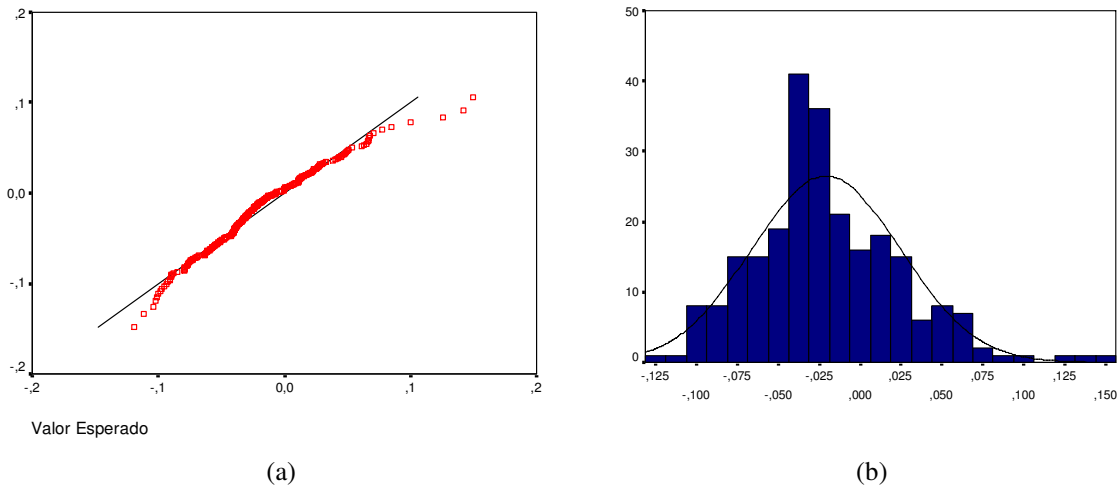 ,2
,1
0,0
-,1
-,2
-,2 -,1 0,0 ,1 ,2
Valor Esperado
(a)
50
40
30
20
10
0
-,125 -,075 -,025 ,025 ,075 ,125
-,100 -,050 ,000 ,050 ,100 ,150
(b)